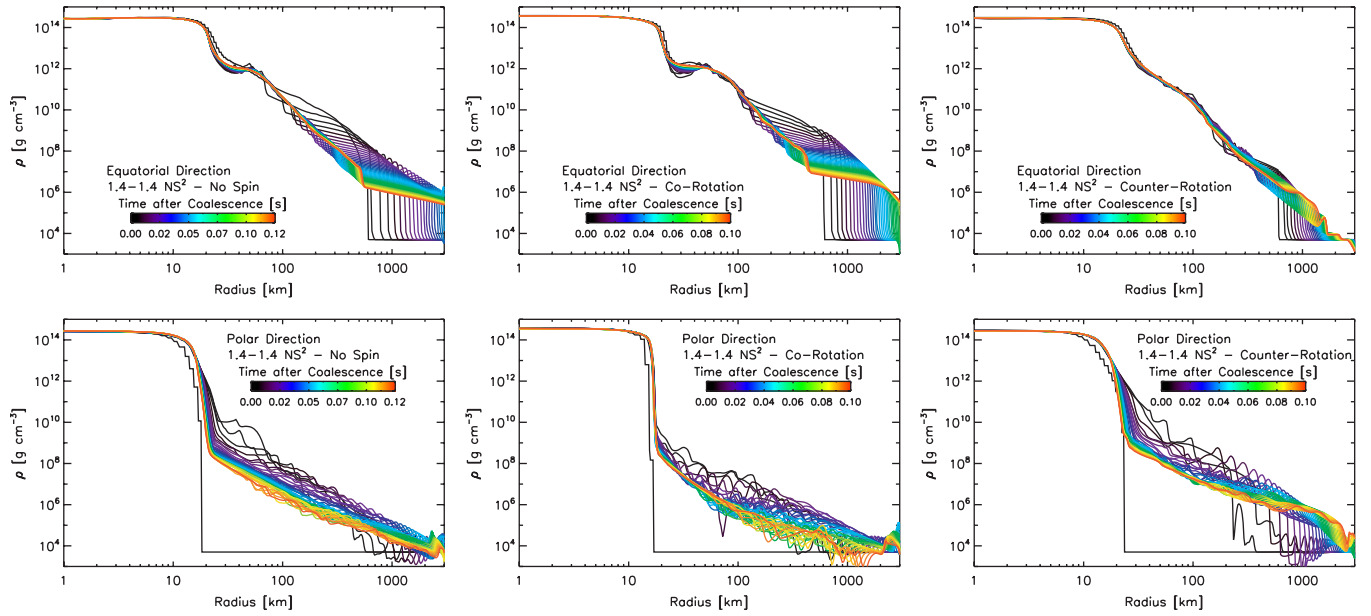 10^14
10^12
10^10
10^8
10^6
10^4
ρ [g cm^-3]
Equatorial Direction
1.4-1.4 NS² - No Spin
Time after Coalescence [s]
0.00 0.02 0.05 0.07 0.10 0.12
1 10 100 1000
Radius [km]
10^14
10^12
10^10
10^8
10^6
10^4
ρ [g cm^-3]
Equatorial Direction
1.4-1.4 NS² - Co-Rotation
Time after Coalescence [s]
0.00 0.02 0.04 0.06 0.08 0.10
1 10 100 1000
Radius [km]
10^14
10^12
10^10
10^8
10^6
10^4
ρ [g cm^-3]
Equatorial Direction
1.4-1.4 NS² - Counter-Rotation
Time after Coalescence [s]
0.00 0.02 0.04 0.06 0.08 0.10
1 10 100 1000
Radius [km]
10^14
10^12
10^10
10^8
10^6
10^4
ρ [g cm^-3]
Polar Direction
1.4-1.4 NS² - No Spin
Time after Coalescence [s]
0.00 0.02 0.05 0.07 0.10 0.12
1 10 100 1000
Radius [km]
10^14
10^12
10^10
10^8
10^6
10^4
ρ [g cm^-3]
Polar Direction
1.4-1.4 NS² - Co-Rotation
Time after Coalescence [s]
0.00 0.02 0.04 0.06 0.08 0.10
1 10 100 1000
Radius [km]
10^14
10^12
10^10
10^8
10^6
10^4
ρ [g cm^-3]
Polar Direction
1.4-1.4 NS² - Counter-Rotation
Time after Coalescence [s]
0.00 0.02 0.04 0.06 0.08 0.10
1 10 100 1000
Radius [km]